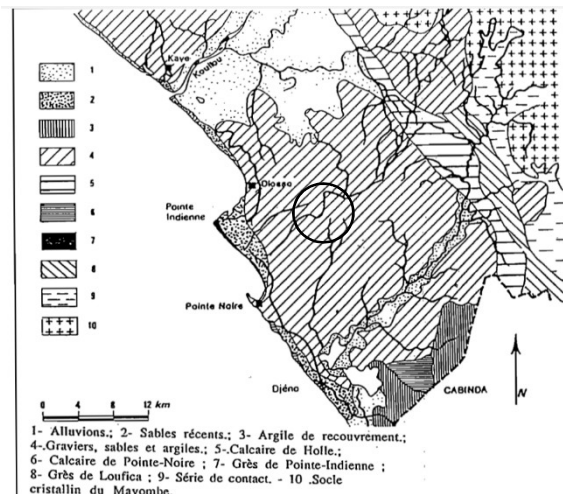 1
2
3
4
5
6
7
8
9
10
Kaye
Kouilou
Diosso
Pointe
Indienne
Pointe Noire
Djéno
CABINDA
N
0 4 8 12 km
1- Alluvions.; 2- Sables récents.; 3- Argile de recouvrement.;
4-.Graviers, sables et argiles.; 5-.Calcaire de Holle.;
6- Calcaire de Pointe-Noire ; 7- Grès de Pointe-Indienne ;
8- Grès de Loufica ; 9- Série de contact. - 10 .Socle
cristallin du Mayombe.